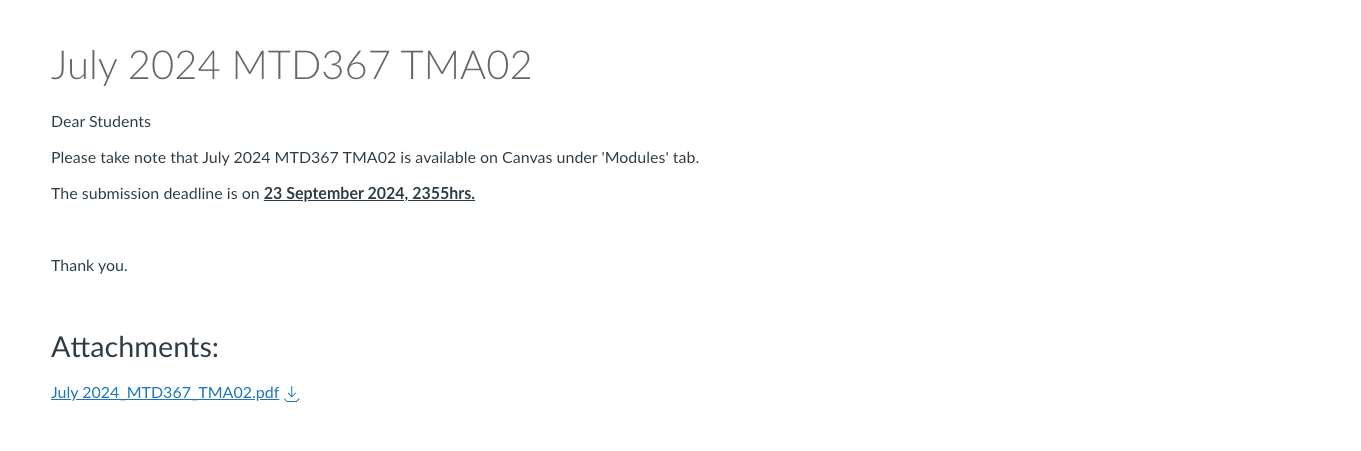 July 2024 MTD367 TMA02
Dear Students
Please take note that July 2024 MTD367 TMA02 is available on Canvas under 'Modules' tab.
The submission deadline is on 23 September 2024, 2355hrs.
Thank you.
Attachments:
July 2024_MTD367_TMA02.pdf